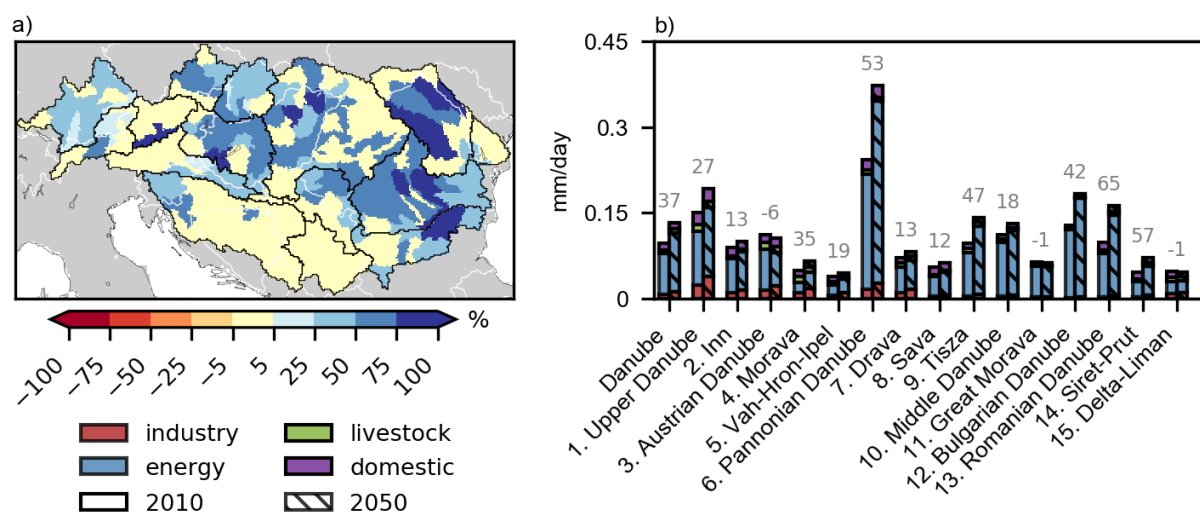 a)
%
−100
−75
−50
−25
−5
5
25
50
75
100
industry
livestock
energy
domestic
2010
2050
b)
mm/day
0.45
0.3
0.15
0
37
27
13
-6
35
19
53
13
12
47
18
-1
42
65
57
-1
Danube
1. Upper Danube
2. Inn
3. Austrian Danube
4. Morava
5. Vah-Hron-Ipel
6. Pannonian Danube
7. Drava
8. Sava
9. Tisza
10. Middle Danube
11. Great Morava
12. Bulgarian Danube
13. Romanian Danube
14. Siret-Prut
15. Delta-Liman